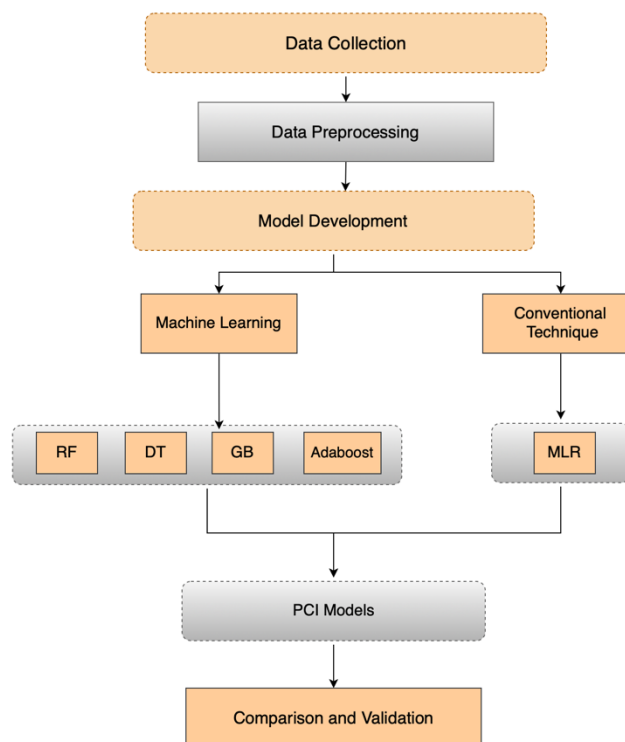 Data Collection
Data Preprocessing
Model Development
Machine Learning
Conventional
Technique
RF
DT
GB
Adaboost
MLR
PCI Models
Comparison and Validation